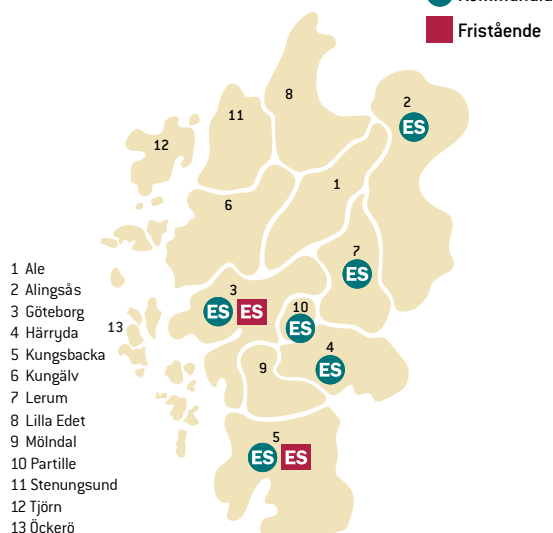 Fristående
8
2
11
ES
12
1
6
7
ES
1 Ale
2 Alingsås
3 Göteborg
4 Härryda
5 Kungsbacka
6 Kungälv
7 Lerum
8 Lilla Edet
9 Mölndal
10 Partille
11 Stenungsund
12 Tjörn
13 Öckerö
3
ES ES
10
ES
13
4
ES
9
5
ES ES